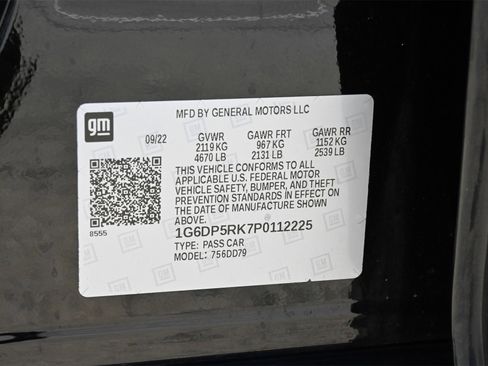 MFD BY GENERAL MOTORS LLC
gm
09/22 GVWR GAWR FRT GAWR RR
2119 KG 967 KG 1152 KG
4670 LB 2131 LB 2539 LB
THIS VEHICLE CONFORMS TO ALL
APPLICABLE U.S. FEDERAL MOTOR
VEHICLE SAFETY, BUMPER, AND THEFT
PREVENTION STANDARDS IN EFFECT ON
THE DATE OF MANUFACTURE SHOWN
ABOVE.
8555
1G6DP5RK7P0112225
TYPE: PASS CAR
MODEL: 756DD79